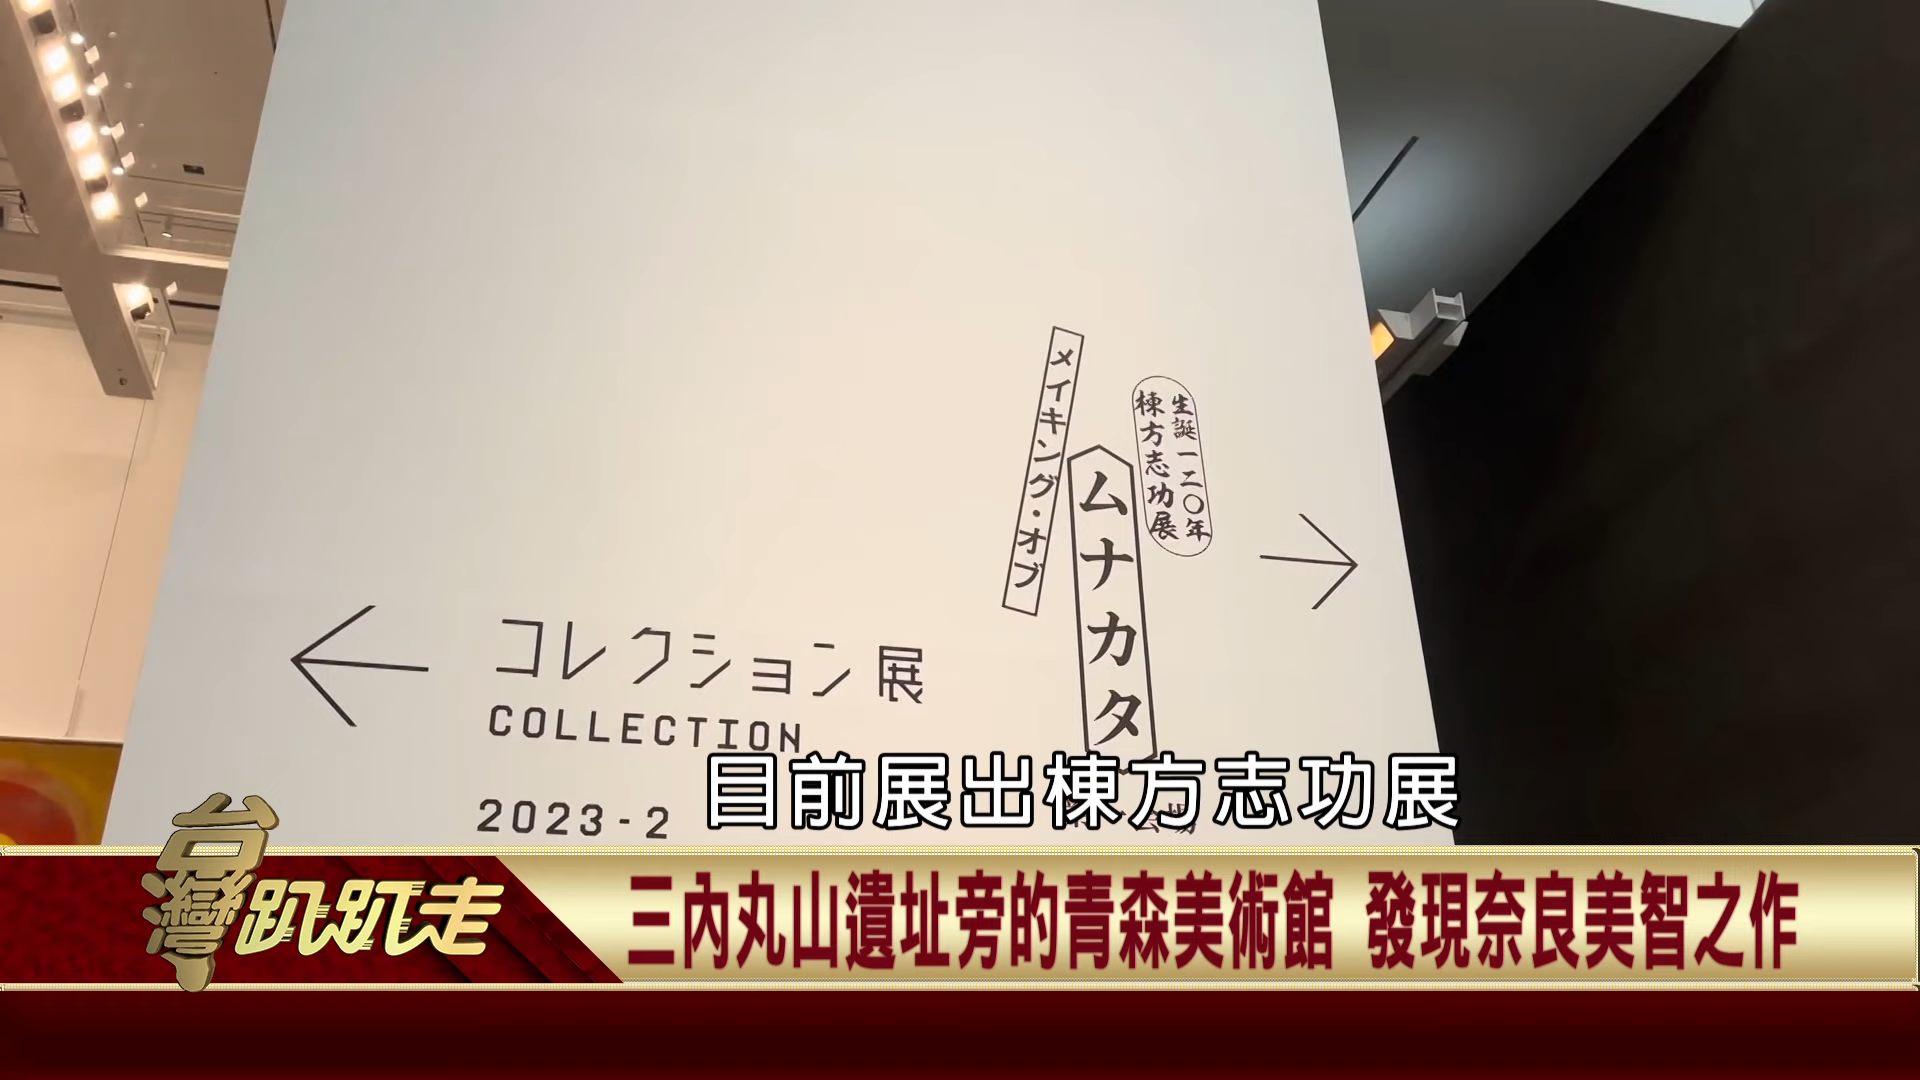 メイキング・オブ
ムナカタ
生誕一二〇年
棟方志功展
コレクション展
COLLECTION
2023-2
目前展出棟方志功展
台灣趴趴走
三內丸山遺址旁的青森美術館 發現奈良美智之作